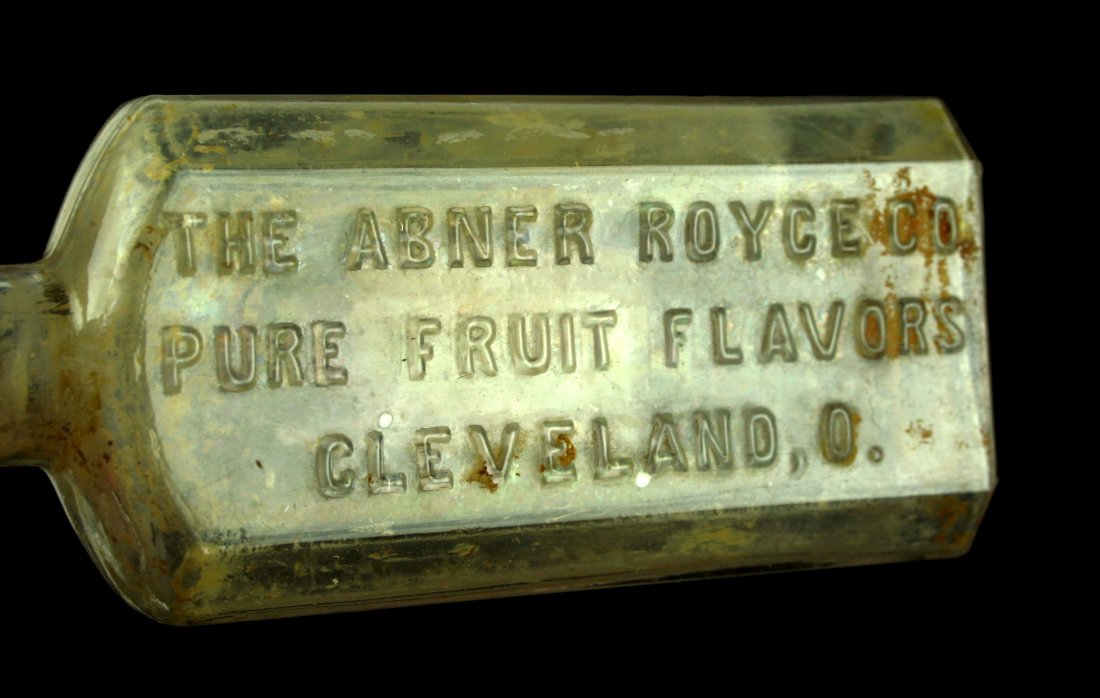 THE ABNER ROYCE CO
PURE FRUIT FLAVORS
CLEVELAND, O.